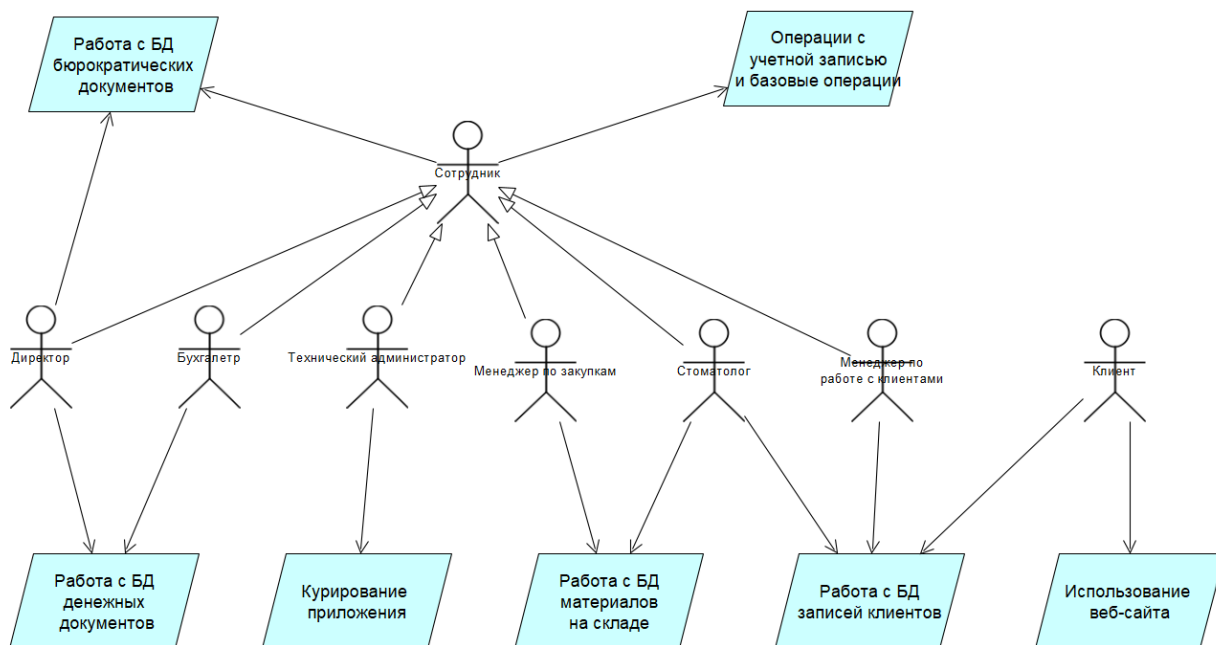 Работа с БД
бюрократических
документов
Операции с
учетной записью
и базовые операции
Сотрудник
Директор
Бухгалетр
Технический администратор
Менеджер по закупкам
Стоматолог
Менеджер по
работе с клиентами
Клиент
Работа с БД
денежных
документов
Курирование
приложения
Работа с БД
материалов
на складе
Работа с БД
записей клиентов
Использование
веб-сайта